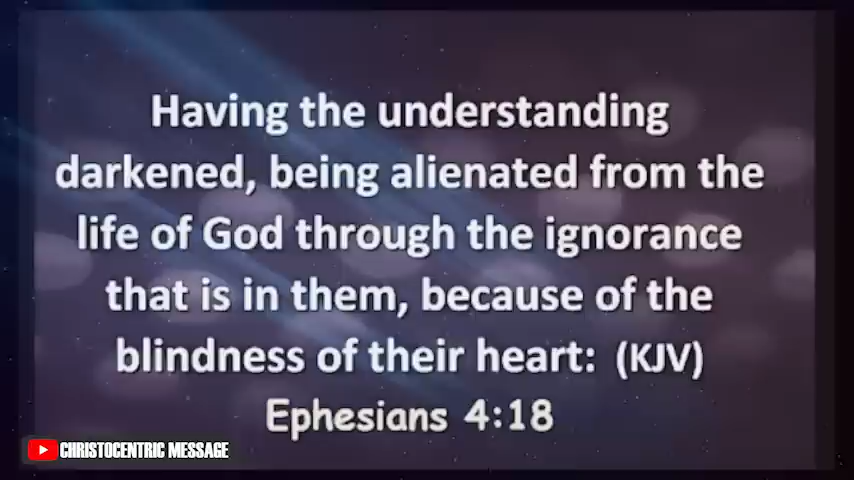 Having the understanding
darkened, being alienated from the
life of God through the ignorance
that is in them, because of the
blindness of their heart: (KJV)
Ephesians 4:18
CHRISTOCENTRIC MESSAGE